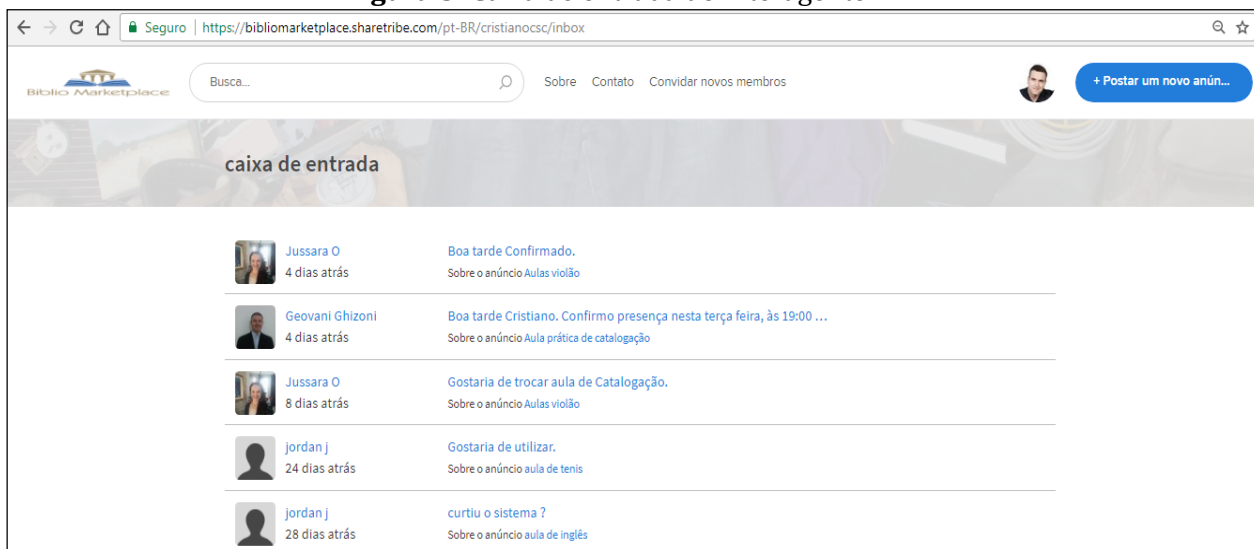 Seguro | https://bibliomarketplace.sharetribe.com/pt-BR/cristianocsc/inbox
Biblio Marketplace
Busca...
Sobre Contato Convidar novos membros
+ Postar um novo anún...
caixa de entrada
Jussara O
4 dias atrás
Boa tarde Confirmado.
Sobre o anúncio Aulas violão
Geovani Ghizoni
4 dias atrás
Boa tarde Cristiano. Confirmo presença nesta terça feira, às 19:00 ...
Sobre o anúncio Aula prática de catalogação
Jussara O
8 dias atrás
Gostaria de trocar aula de Catalogação.
Sobre o anúncio Aulas violão
jordan j
24 dias atrás
Gostaria de utilizar.
Sobre o anúncio aula de tenis
jordan j
28 dias atrás
curtiu o sistema ?
Sobre o anúncio aula de inglês